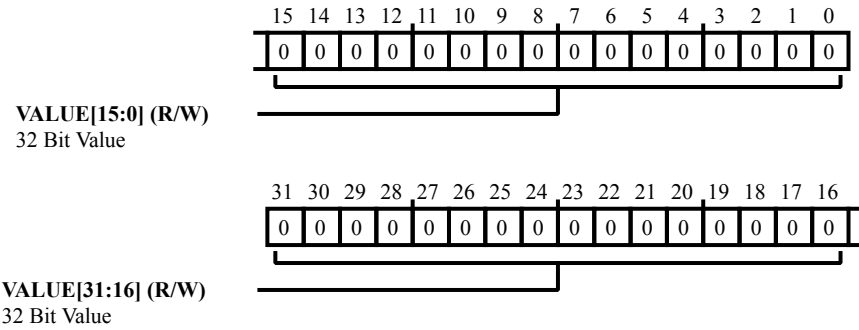 15 14 13 12 11 10 9 8 7 6 5 4 3 2 1 0
0 0 0 0 0 0 0 0 0 0 0 0 0 0 0 0
VALUE[15:0] (R/W)
32 Bit Value
31 30 29 28 27 26 25 24 23 22 21 20 19 18 17 16
0 0 0 0 0 0 0 0 0 0 0 0 0 0 0 0
VALUE[31:16] (R/W)
32 Bit Value